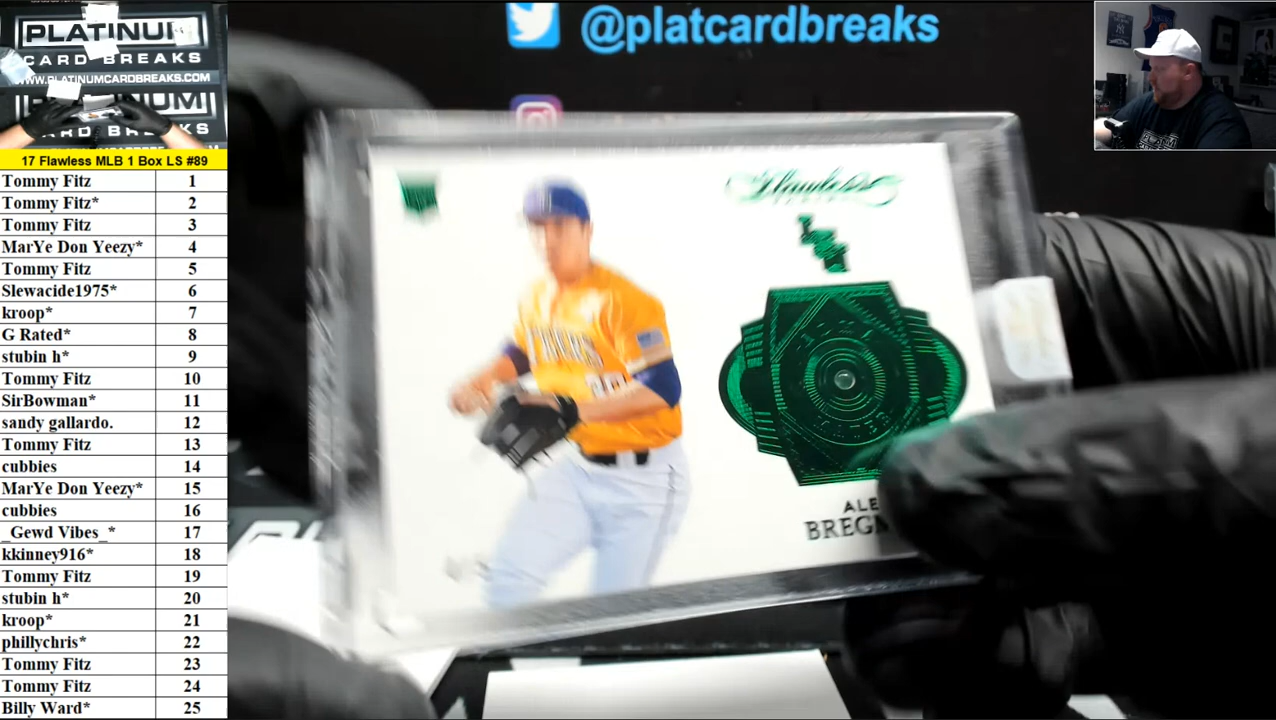 PLATINUM
CARD BREAKS
WWW.PLATINUMCARDBREAKS.COM
PLATINUM
CARD BREAKS
17 Flawless MLB 1 Box LS #89
Tommy Fitz 1
Tommy Fitz* 2
Tommy Fitz 3
MarYe Don Yeezy* 4
Tommy Fitz 5
Slewacide1975* 6
kroop* 7
G Rated* 8
stubin h* 9
Tommy Fitz 10
SirBowman* 11
sandy gallardo. 12
Tommy Fitz 13
cubbies 14
MarYe Don Yeezy* 15
cubbies 16
_Gewd Vibes_* 17
kkinney916* 18
Tommy Fitz 19
stubin h* 20
kroop* 21
phillychris* 22
Tommy Fitz 23
Tommy Fitz 24
Billy Ward* 25
@platcardbreaks
Flawless
TIGERS
ALE
BREGM